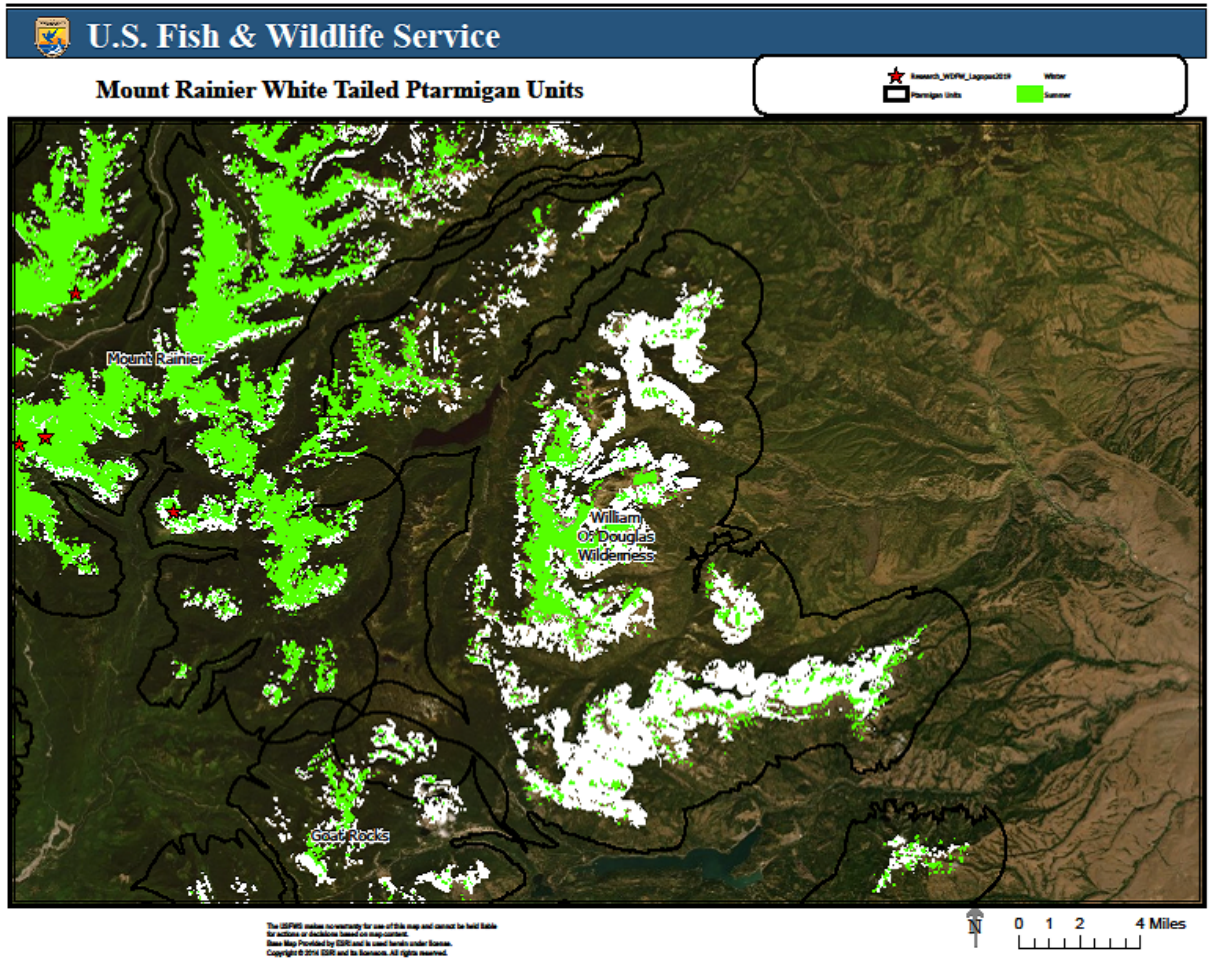 U.S. Fish & Wildlife Service
Mount Rainier White Tailed Ptarmigan Units
Research_WDFW_Lagopus2019
Winter
Ptarmigan Units
Summer
Mount Rainier
William
O. Douglas
Wilderness
Goat Rocks
The USFWS makes no warranty for use of this map and cannot be held liable
for actions or decisions based on map content.
Base Map Provided by ESRI and is used herein under license.
Copyright © 2014 ESRI and its licensors. All rights reserved.
N
0 1 2 4 Miles